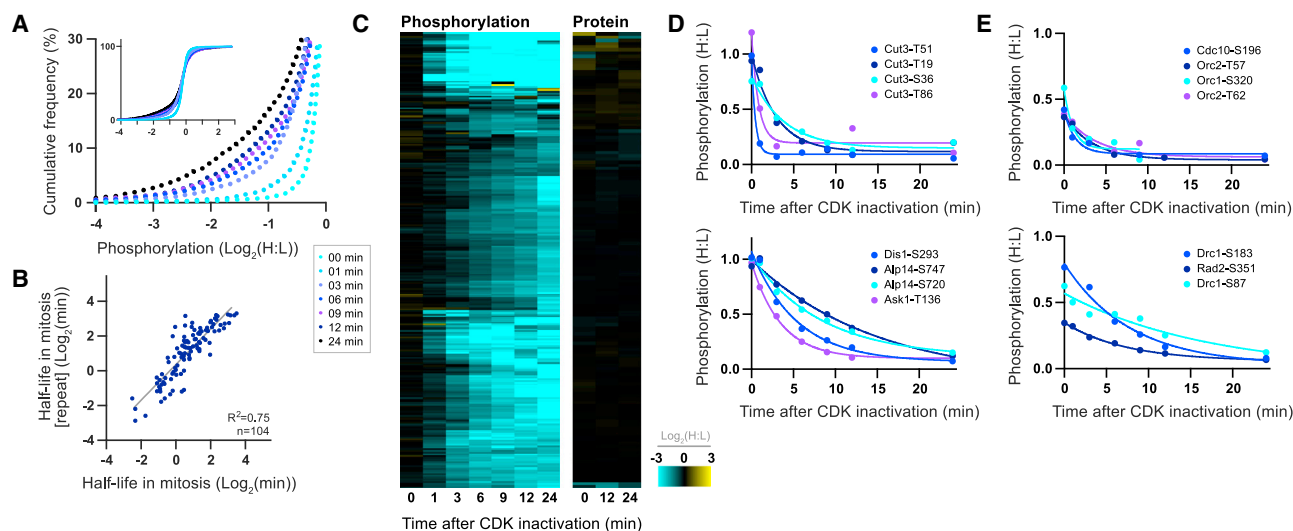 A
Cumulative frequency (%)
30
20
10
0
100
0
-4 -2 0 2
-4 -3 -2 -1 0
Phosphorylation (Log2(H:L))
00 min
01 min
03 min
06 min
09 min
12 min
24 min
B
Half-life in mitosis
[repeat] (Log2(min))
4
2
0
-2
-4
R2=0.75
n=104
-4 -2 0 2 4
Half-life in mitosis (Log2(min))
C
Phosphorylation Protein
0 1 3 6 9 12 24 0 12 24
Time after CDK inactivation (min)
Log2(H:L)
-3 0 3
D
Phosphorylation (H:L)
1.0
0.5
0.0
Cut3-T51
Cut3-T19
Cut3-S36
Cut3-T86
0 10 20
Time after CDK inactivation (min)
Phosphorylation (H:L)
1.0
0.5
0.0
Dis1-S293
Alp14-S747
Alp14-S720
Ask1-T136
0 10 20
Time after CDK inactivation (min)
E
Phosphorylation (H:L)
1.0
0.5
0.0
Cdc10-S196
Orc2-T57
Orc1-S320
Orc2-T62
0 10 20
Time after CDK inactivation (min)
Phosphorylation (H:L)
1.0
0.5
0.0
Drc1-S183
Rad2-S351
Drc1-S87
0 10 20
Time after CDK inactivation (min)